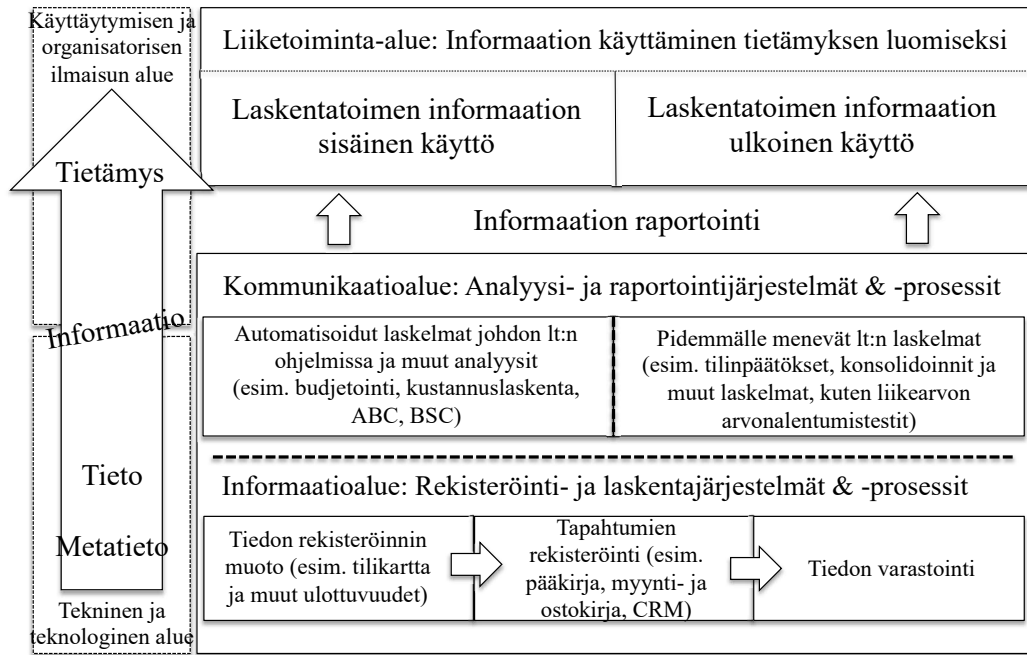 Käyttäytymisen ja
organisatorisen
ilmaisun alue
Tietämys
Informaatio
Tieto
Metatieto
Tekninen ja
teknologinen alue
Liiketoiminta-alue: Informaation käyttäminen tietämyksen luomiseksi
Laskentatoimen informaation
sisäinen käyttö
Laskentatoimen informaation
ulkoinen käyttö
Informaation raportointi
Kommunikaatioalue: Analyysi- ja raportointijärjestelmät & -prosessit
Automatisoidut laskelmat johdon lt:n
ohjelmissa ja muut analyysit
(esim. budjetointi, kustannuslaskenta,
ABC, BSC)
Pidemmälle menevät lt:n laskelmat
(esim. tilinpäätökset, konsolidoinnit ja
muut laskelmat, kuten liikearvon
arvonalentumistestit)
Informaatioalue: Rekisteröinti- ja laskentajärjestelmät & -prosessit
Tiedon rekisteröinnin
muoto (esim. tilikartta
ja muut ulottuvuudet)
Tapahtumien
rekisteröinti (esim.
pääkirja, myynti- ja
ostokirja, CRM)
Tiedon varastointi